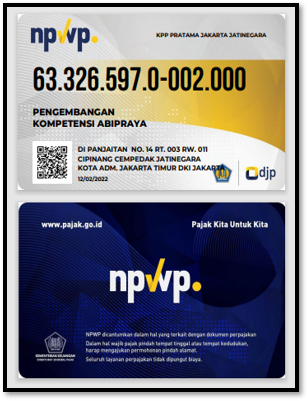 npwp.
KPP PRATAMA JAKARTA JATINEGARA
63.326.597.0-002.000
PENGEMBANGAN
KOMPETENSI ABIPRAYA
DI PANJAITAN NO. 14 RT. 003 RW. 011
CIPINANG CEMPEDAK JATINEGARA
KOTA ADM. JAKARTA TIMUR DKI JAKARTA
12/02/2022
djp
www.pajak.go.id
Pajak Kita Untuk Kita
npwp.
NPWP dicantumkan dalam hal yang terkait dengan dokumen perpajakan
Dalam hal wajib pajak pindah tempat tinggal atau tempat kedudukan,
harap mengajukan permohonan pindah alamat.
Seluruh layanan perpajakan tidak dipungut biaya.
KEMENTERIAN KEUANGAN